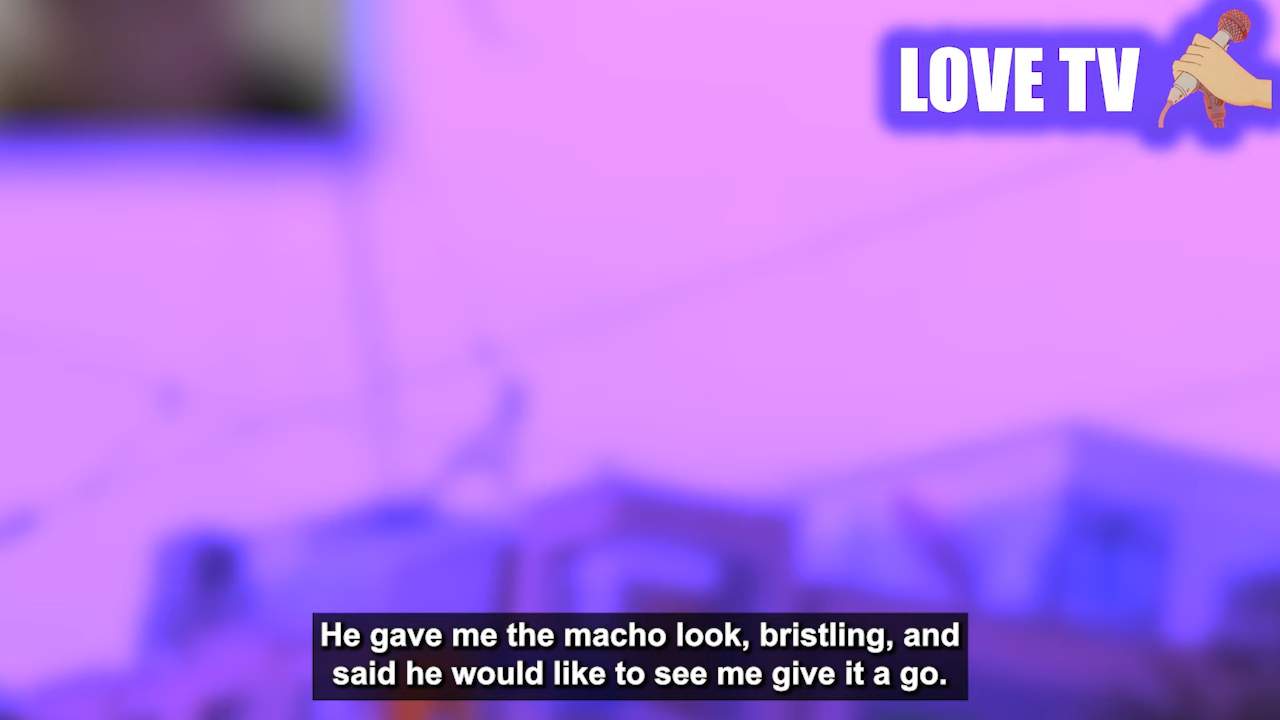 LOVE TV
He gave me the macho look, bristling, and
said he would like to see me give it a go.